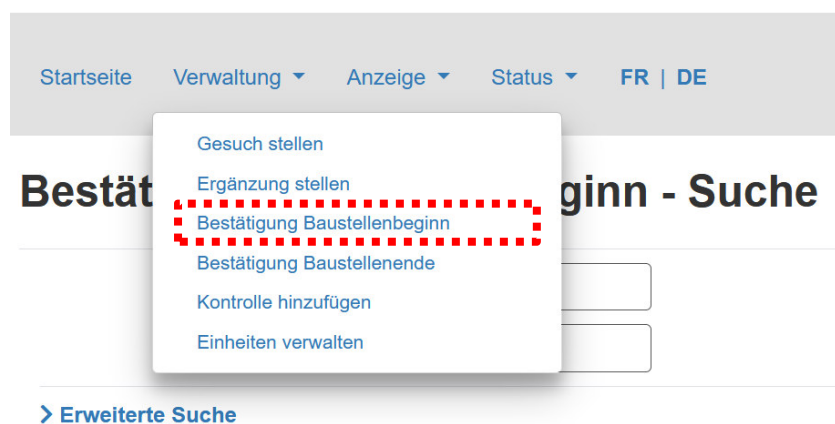 Startseite Verwaltung Anzeige Status FR | DE
Gesuch stellen
Ergänzung stellen
Bestät ginn - Suche
Bestätigung Baustellenbeginn
Bestätigung Baustellenende
Kontrolle hinzufügen
Einheiten verwalten
Erweiterte Suche